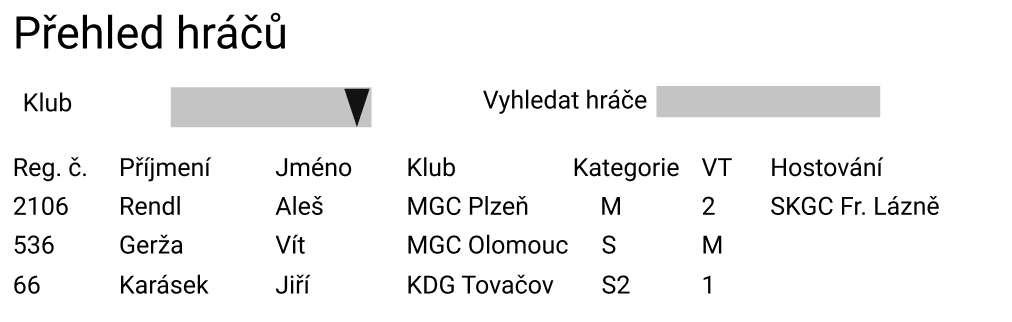 Přehled hráčů
Klub Vyhledat hráče
Reg. č. Příjmení Jméno Klub Kategorie VT Hostování
2106 Rendl Aleš MGC Plzeň M 2 SKGC Fr. Lázně
536 Gerža Vít MGC Olomouc S M
66 Karásek Jiří KDG Tovačov S2 1